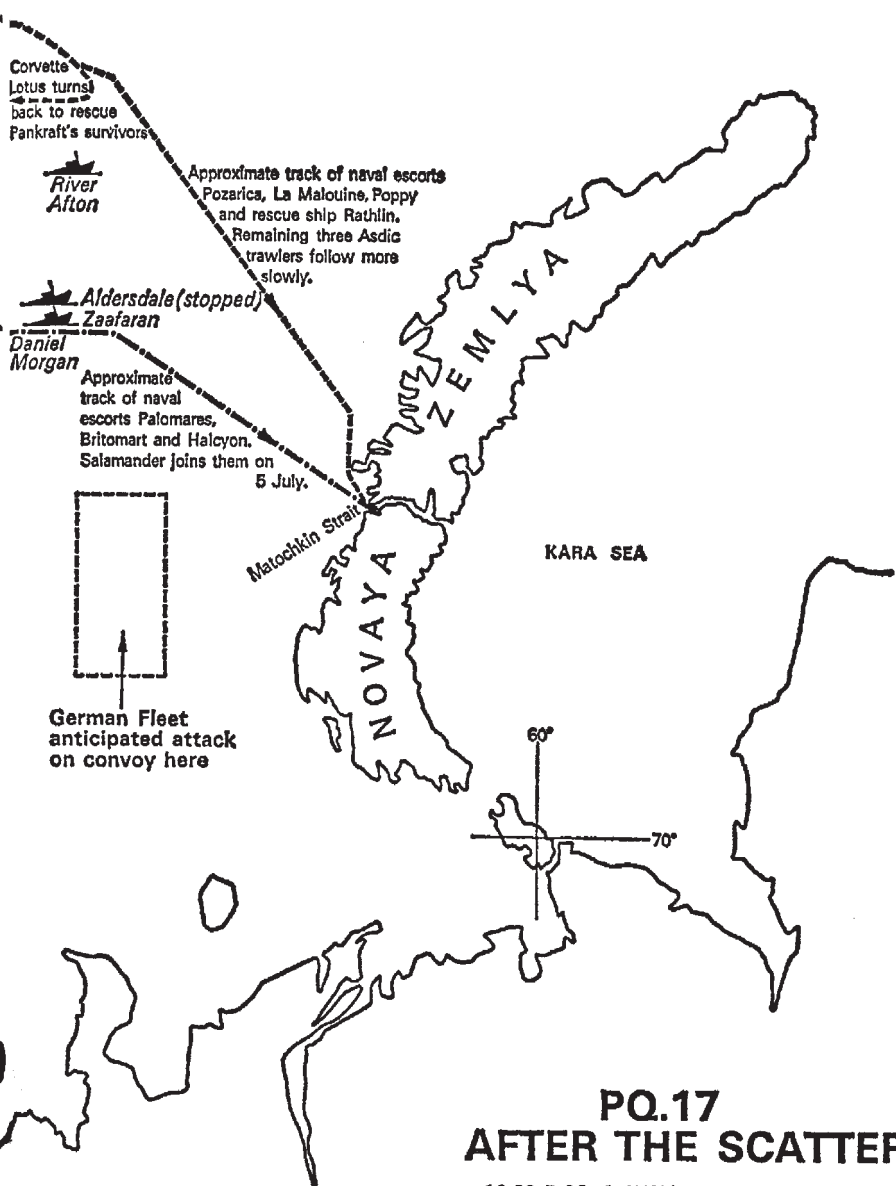 Corvette
Lotus turns
back to rescue
Pankraft's survivors
River
Afton
Approximate track of naval escorts
Pozarica, La Malouine, Poppy
and rescue ship Rathlin.
Remaining three Asdic
trawlers follow more
slowly.
Aldersdale (stopped)
Zaafaran
Daniel
Morgan
Approximate
track of naval
escorts Palomares,
Britomart and Halcyon.
Salamander joins them on
5 July.
Matochkin Strait
ZEMLYA
NOVAYA
KARA SEA
German Fleet
anticipated attack
on convoy here
60°
70°
PQ.17
AFTER THE SCATTER